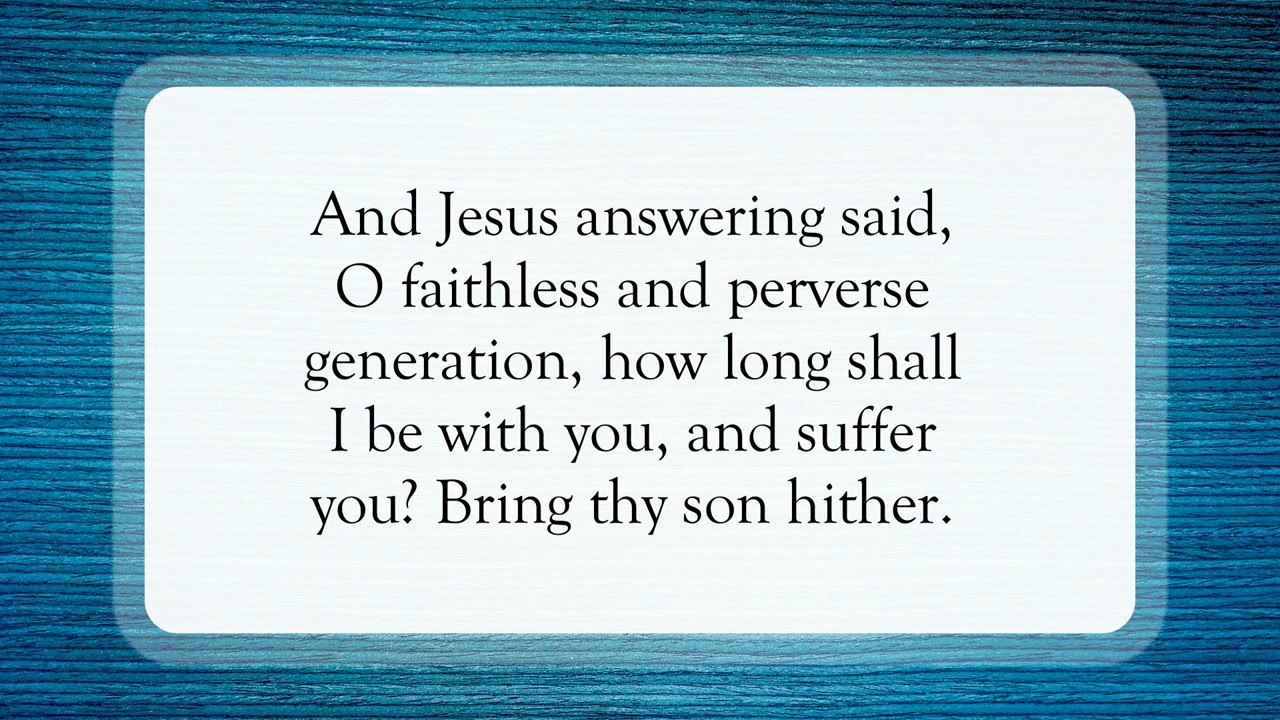 And Jesus answering said,
O faithless and perverse
generation, how long shall
I be with you, and suffer
you? Bring thy son hither.